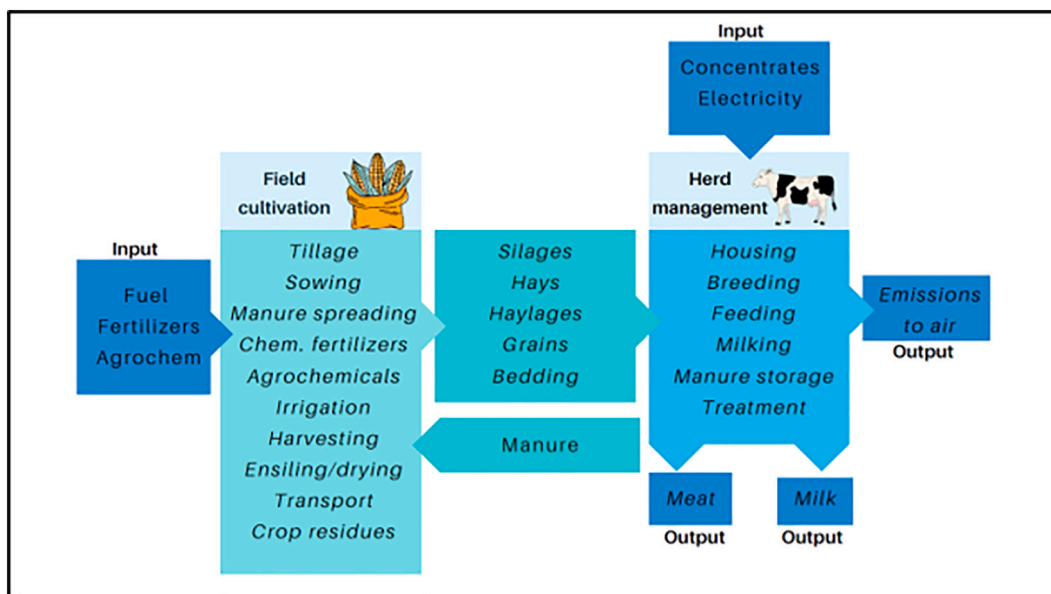 Input
Concentrates
Electricity
Field
cultivation
Herd
management
Input
Fuel
Fertilizers
Agrochem
Tillage
Sowing
Manure spreading
Chem. fertilizers
Agrochemicals
Irrigation
Harvesting
Ensiling/drying
Transport
Crop residues
Silages
Hays
Haylages
Grains
Bedding
Manure
Housing
Breeding
Feeding
Milking
Manure storage
Treatment
Emissions
to air
Output
Meat
Output
Milk
Output